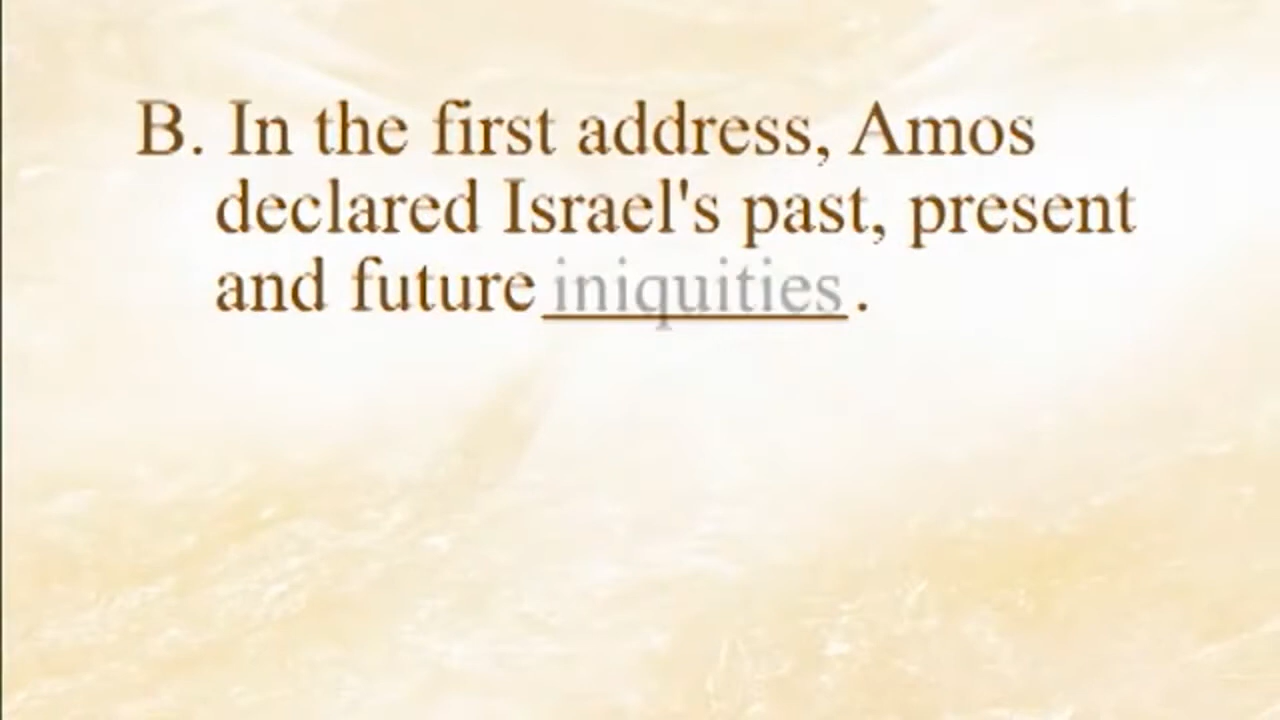 B. In the first address, Amos
declared Israel's past, present
and future iniquities.